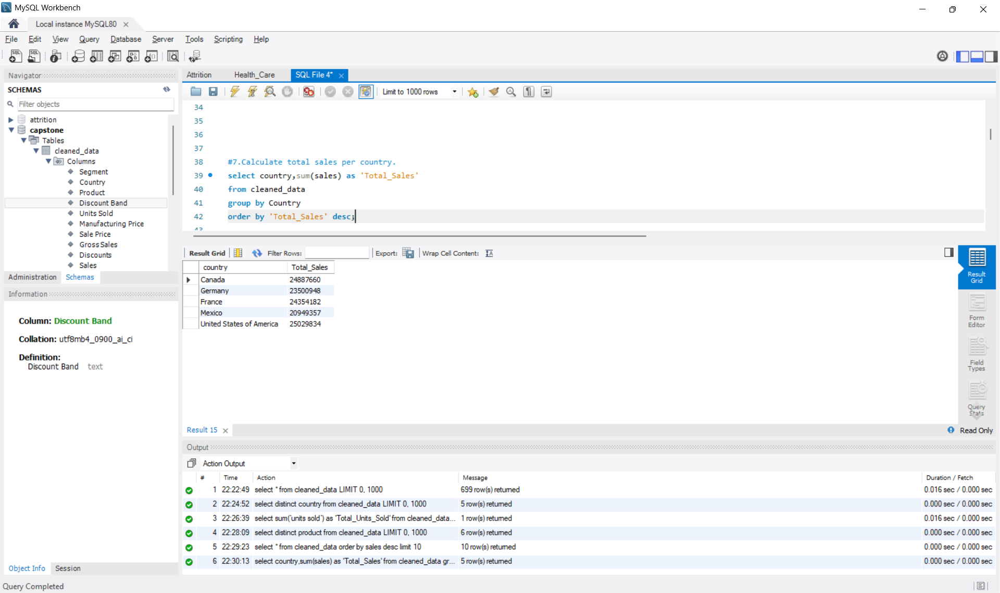 MySQL Workbench
Local instance MySQL80
File Edit View Query Database Server Tools Scripting Help
Navigator
SCHEMAS
Filter objects
attrition
capstone
Tables
cleaned_data
Columns
Segment
Country
Product
Discount Band
Units Sold
Manufacturing Price
Sale Price
Gross Sales
Discounts
Sales
Administration Schemas
Information
Column: Discount Band
Collation: utf8mb4_0900_ai_ci
Definition:
Discount Band text
Object Info Session
Attrition Health_Care SQL File 4*
Limit to 1000 rows
34
35
36
37
38 #7.Calculate total sales per country.
39 select country,sum(sales) as 'Total_Sales'
40 from cleaned_data
41 group by Country
42 order by 'Total_Sales' desc;
43
Result Grid Filter Rows: Export: Wrap Cell Content:
country Total_Sales
Canada 24887660
Germany 23500948
France 24354182
Mexico 20949357
United States of America 25029834
Result Grid
Form Editor
Field Types
Query Stats
Result 15
Read Only
Output
Action Output
# Time Action Message Duration / Fetch
1 22:22:49 select * from cleaned_data LIMIT 0, 1000 699 row(s) returned 0.016 sec / 0.000 sec
2 22:24:52 select distinct country from cleaned_data LIMIT 0, 1000 5 row(s) returned 0.000 sec / 0.000 sec
3 22:26:39 select sum(`units sold`) as 'Total_Units_Sold' from cleaned_data... 1 row(s) returned 0.016 sec / 0.000 sec
4 22:28:09 select distinct product from cleaned_data LIMIT 0, 1000 6 row(s) returned 0.000 sec / 0.000 sec
5 22:29:23 select * from cleaned_data order by sales desc limit 10 10 row(s) returned 0.000 sec / 0.000 sec
6 22:30:13 select country,sum(sales) as 'Total_Sales' from cleaned_data gr... 5 row(s) returned 0.000 sec / 0.000 sec
Query Completed